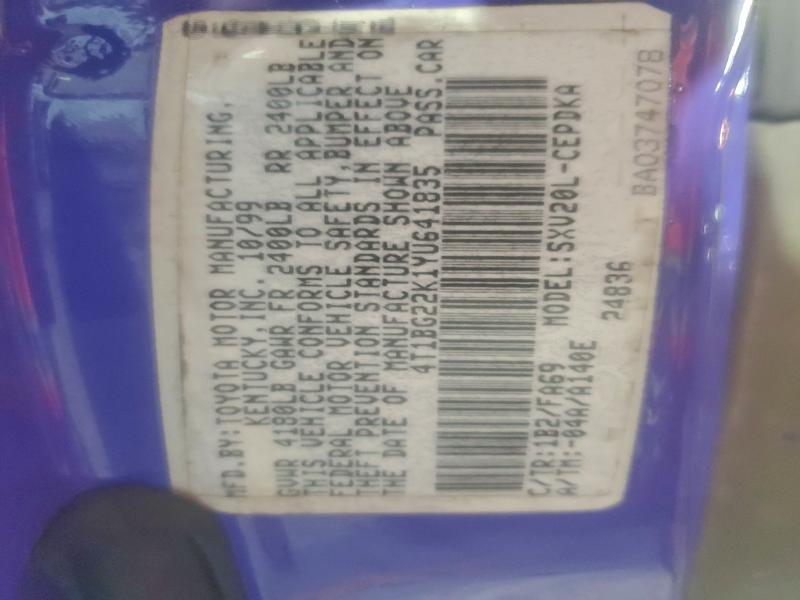 MFD.BY:TOYOTA MOTOR MANUFACTURING,
KENTUCKY,INC. 10/99
GVWR 4180LB GAWR FR 2400LB RR 2400LB
THIS VEHICLE CONFORMS TO ALL APPLICABLE
FEDERAL MOTOR VEHICLE SAFETY,BUMPER AND
THEFT PREVENTION STANDARDS IN EFFECT ON
THE DATE OF MANUFACTURE SHOWN ABOVE
4T1BG22K1YU641835 PASS.CAR
C/TR:1B2/FA69 MODEL:SXV20L-CEPDKA
A/TM:-04A/A140E
24836
BA03747078